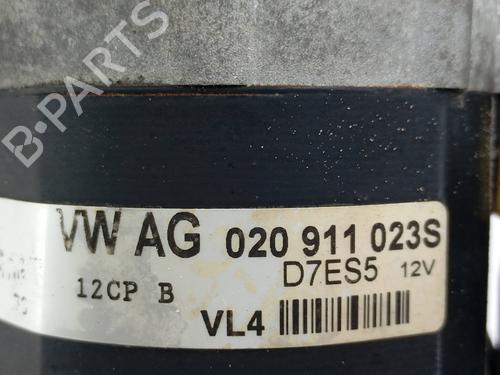 B-PARTS
VW AG 020 911 023S
D7ES5 12V
12CP B
VL4